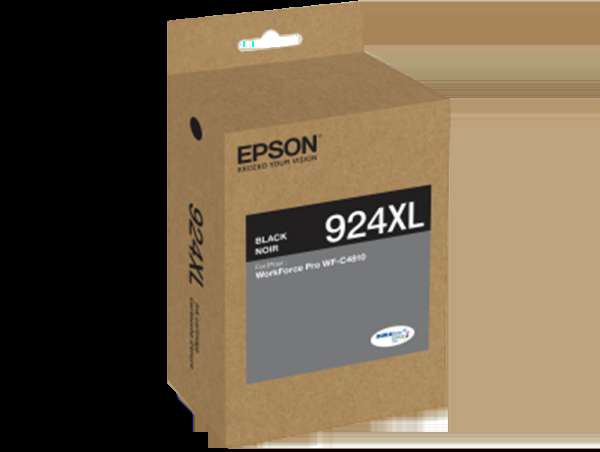 EPSON
EXCEED YOUR VISION
924XL
BLACK
NOIR
WorkForce Pro WF-C4810
924XL